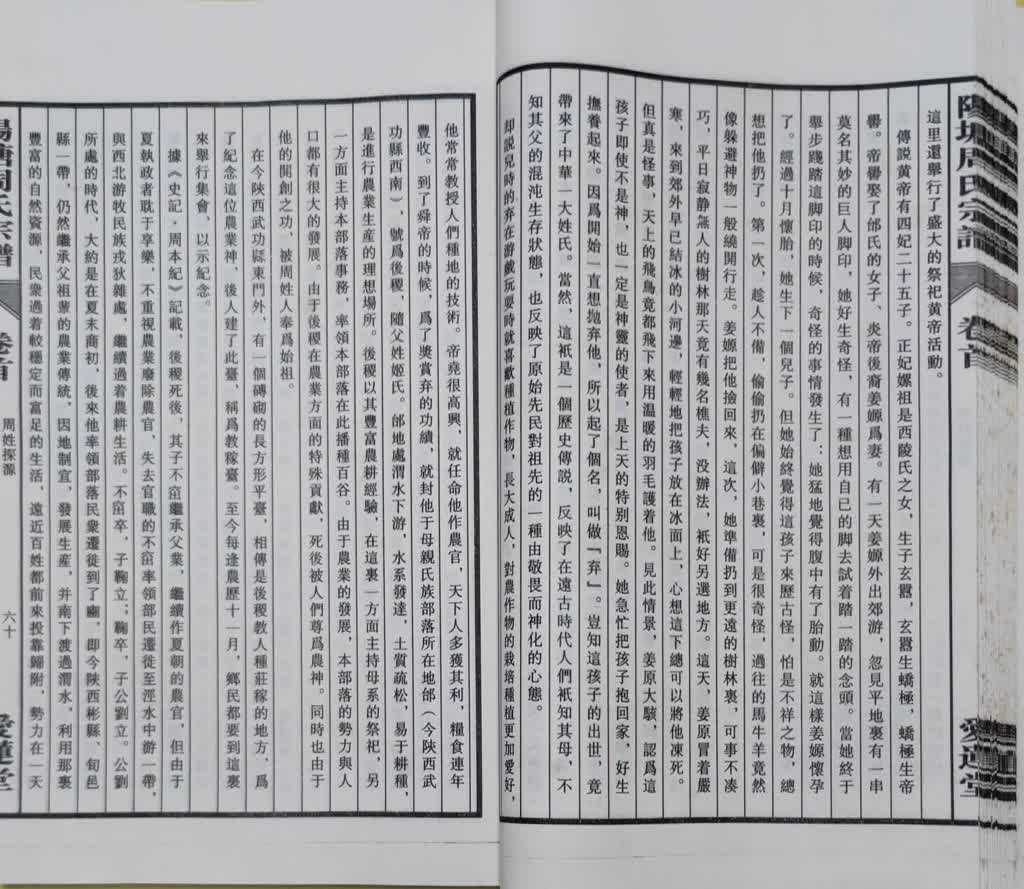 陽塘周氏宗譜
卷首
愛蓮堂
這里還舉行了盛大的祭祀黄帝活動。
傳説黄帝有四妃二十五子。正妃嫘祖是西陵氏之女，生子玄囂，玄囂生蟜極，蟜極生帝
嚳。帝嚳娶了邰氏的女子，炎帝後裔姜嫄爲妻。有一天姜嫄外出郊游，忽見平地裏有一串
莫名其妙的巨人脚印，她好生奇怪，有一種想用自己的脚去試着踏一踏的念頭。當她終于
舉步踐踏這脚印的時候，奇怪的事情發生了：她猛地覺得腹中有了胎動。就這樣姜嫄懷孕
了。經過十月懷胎，她生下一個兒子。但她始終覺得這孩子來歷古怪，怕是不祥之物，總
想把他扔了。第一次，趁人不備，偷偷扔在偏僻小巷裏，可是很奇怪，過往的馬牛羊竟然
像躲避神物一般繞開行走。姜嫄把他撿回來，這次，她準備扔到更遠的樹林裏，可事不凑
巧，平日寂静無人的樹林那天竟有幾名樵夫，没辦法，衹好另選地方。這天，姜原冒着嚴
寒，來到郊外早已結冰的小河邊，輕輕地把孩子放在冰面上，心想這下總可以將他凍死。
但真是怪事，天上的飛鳥竟都飛下來用温暖的羽毛護着他。見此情景，姜原大駭，認爲這
孩子即使不是神，也一定是神靈的使者，是上天的特别恩賜。她急忙把孩子抱回家，好生
撫養起來。因爲開始一直想抛弃他，所以起了個名，叫做「弃」。豈知這孩子的出世，竟
帶來了中華一大姓氏。當然，這衹是一個歷史傳説，反映了在遠古時代人們衹知其母，不
知其父的混沌生存狀態，也反映了原始先民對祖先的一種由敬畏而神化的心態。
却説兒時的弃在游戲玩耍時就喜歡種植作物，長大成人，對農作物的栽培種植更加愛好，
他常常教授人們種地的技術。帝堯很高興，就任命他作農官，天下人多獲其利，糧食連年
豐收。到了舜帝的時候，爲了奬賞弃的功績，就封他于母親氏族部落所在地邰（今陝西武
功縣西南），號爲後稷，隨父姓姬氏。邰地處渭水下游，水系發達，土質疏松，易于耕種，
是進行農業生産的理想場所。後稷以其豐富農耕經驗，在這裏一方面主持母系的祭祀，另
一方面主持本部落事務，率領本部落在此播種百谷。由于農業的發展，本部落的勢力與人
口都有很大的發展。由于後稷在農業方面的特殊貢獻，死後被人們尊爲農神。同時也由于
他的開創之功，被周姓人奉爲始祖。
在今陝西武功縣東門外，有一個磚砌的長方形平臺，相傳是後稷教人種莊稼的地方，爲
了紀念這位農業神，後人建了此臺，稱爲教稼臺。至今每逢農歷十一月，鄉民都要到這裏
來舉行集會，以示紀念。
據《史記·周本紀》記載，後稷死後，其子不窋繼承父業，繼續作夏朝的農官，但由于
夏執政者耽于享樂，不重視農業廢除農官，失去官職的不窋率領部民遷徙至涇水中游一帶，
與西北游牧民族戎狄雜處，繼續過着農耕生活。不窋卒，子鞠立；鞠卒，子公劉立。公劉
所處的時代，大約是在夏末商初，後來他率領部落民衆遷徙到了豳，即今陝西彬縣、旬邑
縣一帶，仍然繼承父祖輩的農業傳統，因地制宜，發展生産，并南下渡過渭水，利用那裏
豐富的自然資源，民衆過着較穩定而富足的生活，遠近百姓都前來投靠歸附，勢力在一天
陽塘周氏宗譜
卷首
周姓探源
六十
愛蓮堂